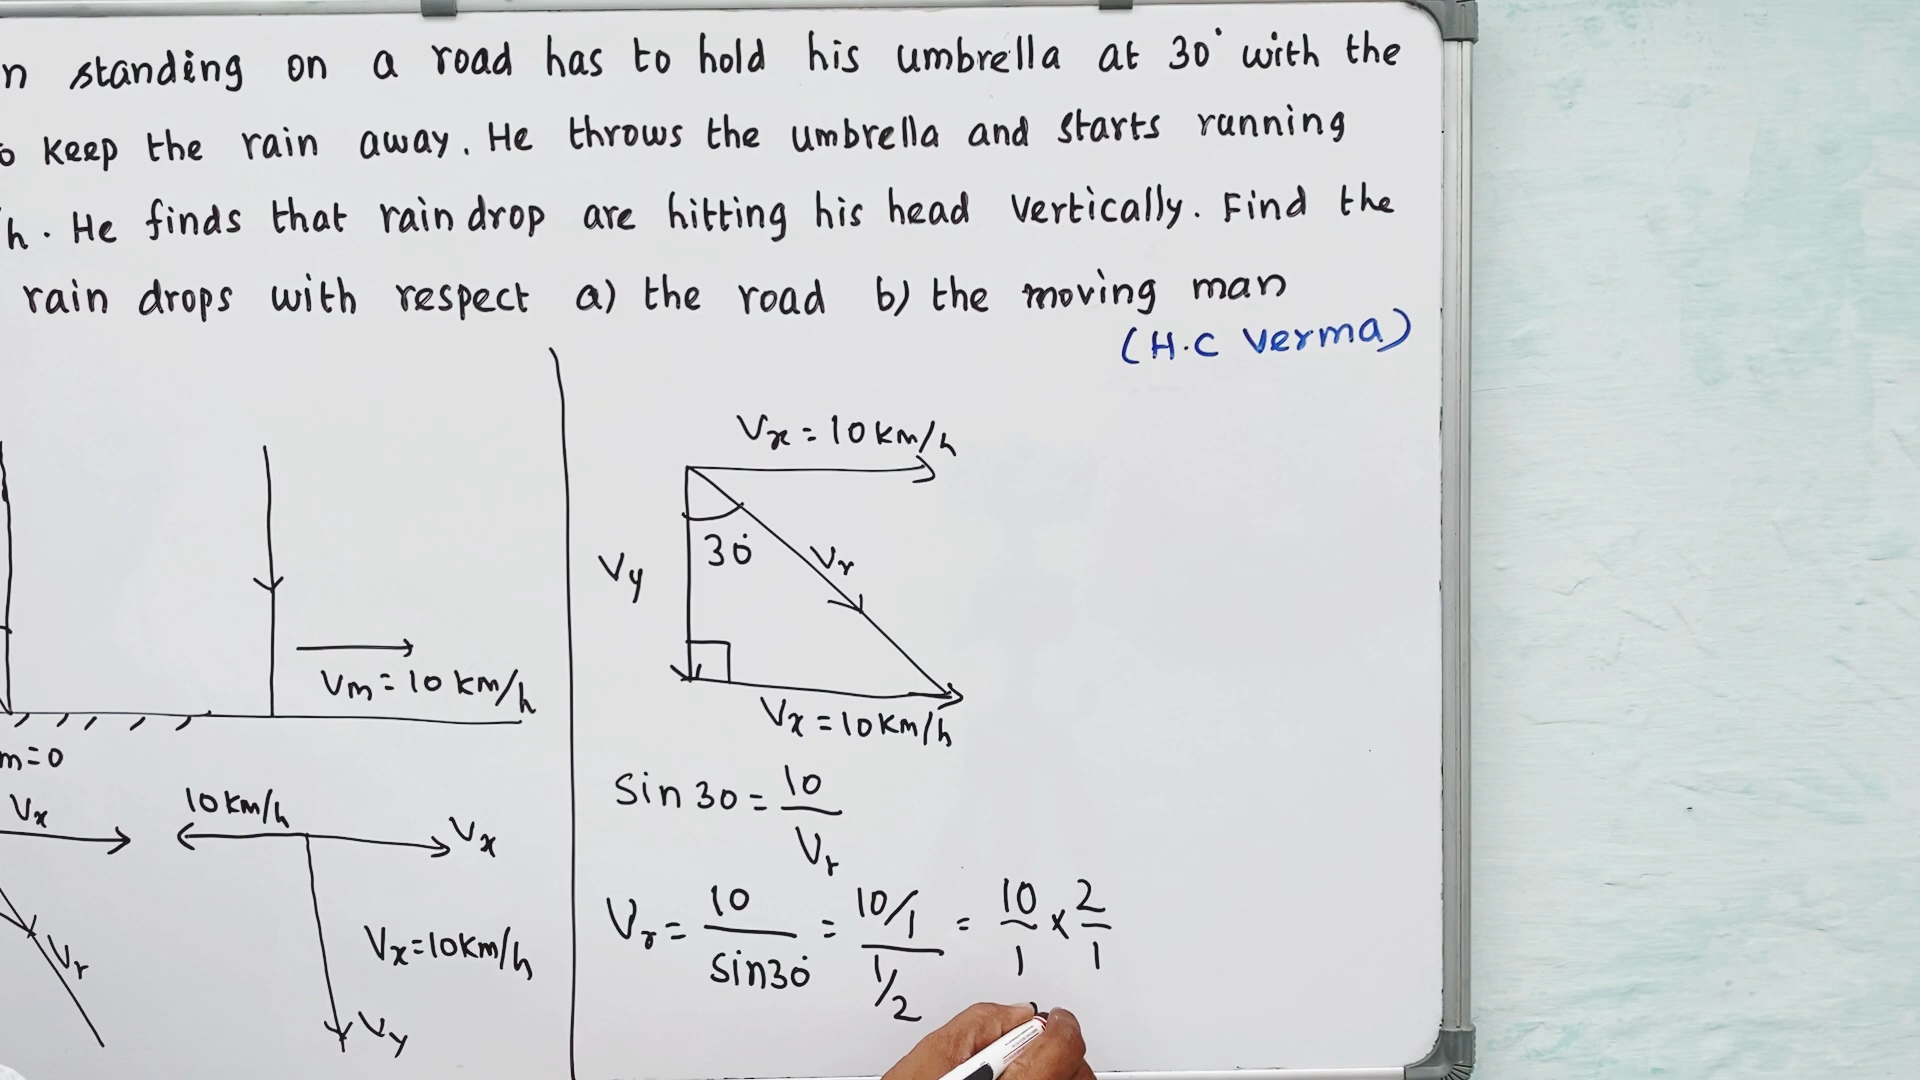 n standing on a road has to hold his umbrella at 30° with the
o keep the rain away. He throws the umbrella and starts running
/h. He finds that rain drop are hitting his head vertically. Find the
rain drops with respect a) the road b) the moving man
(H.C Verma)
Vx = 10 km/h
30°
Vr
Vy
Vm = 10 km/h
Vx = 10 km/h
m = 0
Sin 30 = 10/Vr
Vx
10 km/h
Vx
Vr = 10/sin30° = 10/1/1/2 = 10/1 × 2/1
Vx = 10 km/h
Vr
Vy